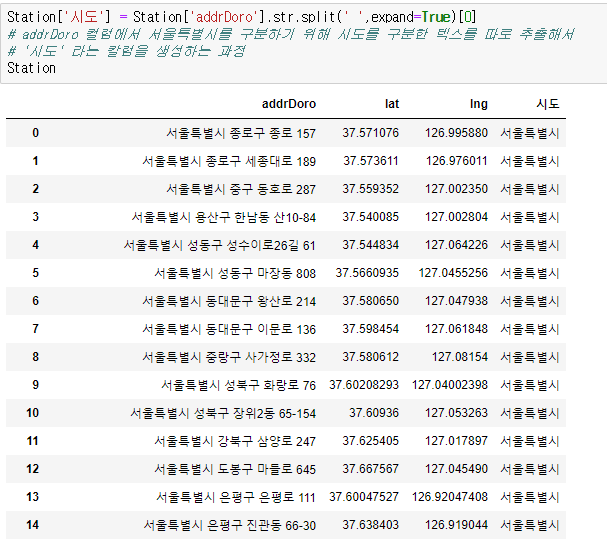 Station['시도'] = Station['addrDoro'].str.split(' ',expand=True)[0]
# addrDoro 컬럼에서 서울특별시를 구분하기 위해 시도를 구분한 텍스를 따로 추출해서
# '시도' 라는 칼럼을 생성하는 과정
Station
addrDoro lat lng 시도
0 서울특별시 종로구 종로 157 37.571076 126.995880 서울특별시
1 서울특별시 종로구 세종대로 189 37.573611 126.976011 서울특별시
2 서울특별시 중구 동호로 287 37.559352 127.002350 서울특별시
3 서울특별시 용산구 한남동 산10-84 37.540085 127.002804 서울특별시
4 서울특별시 성동구 성수이로26길 61 37.544834 127.064226 서울특별시
5 서울특별시 성동구 마장동 808 37.5660935 127.0455256 서울특별시
6 서울특별시 동대문구 왕산로 214 37.580650 127.047938 서울특별시
7 서울특별시 동대문구 이문로 136 37.598454 127.061848 서울특별시
8 서울특별시 중랑구 사가정로 332 37.580612 127.08154 서울특별시
9 서울특별시 성북구 화랑로 76 37.60208293 127.04002398 서울특별시
10 서울특별시 성북구 장위2동 65-154 37.60936 127.053263 서울특별시
11 서울특별시 강북구 삼양로 247 37.625405 127.017897 서울특별시
12 서울특별시 도봉구 마들로 645 37.667567 127.045490 서울특별시
13 서울특별시 은평구 은평로 111 37.60047527 126.92047408 서울특별시
14 서울특별시 은평구 진관동 66-30 37.638403 126.919044 서울특별시